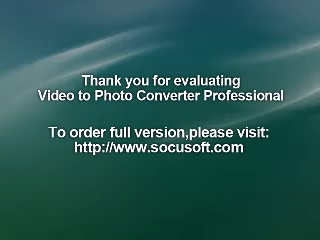 Thank you for evaluating
Video to Photo Converter Professional
To order full version,please visit:
http://www.socusoft.com